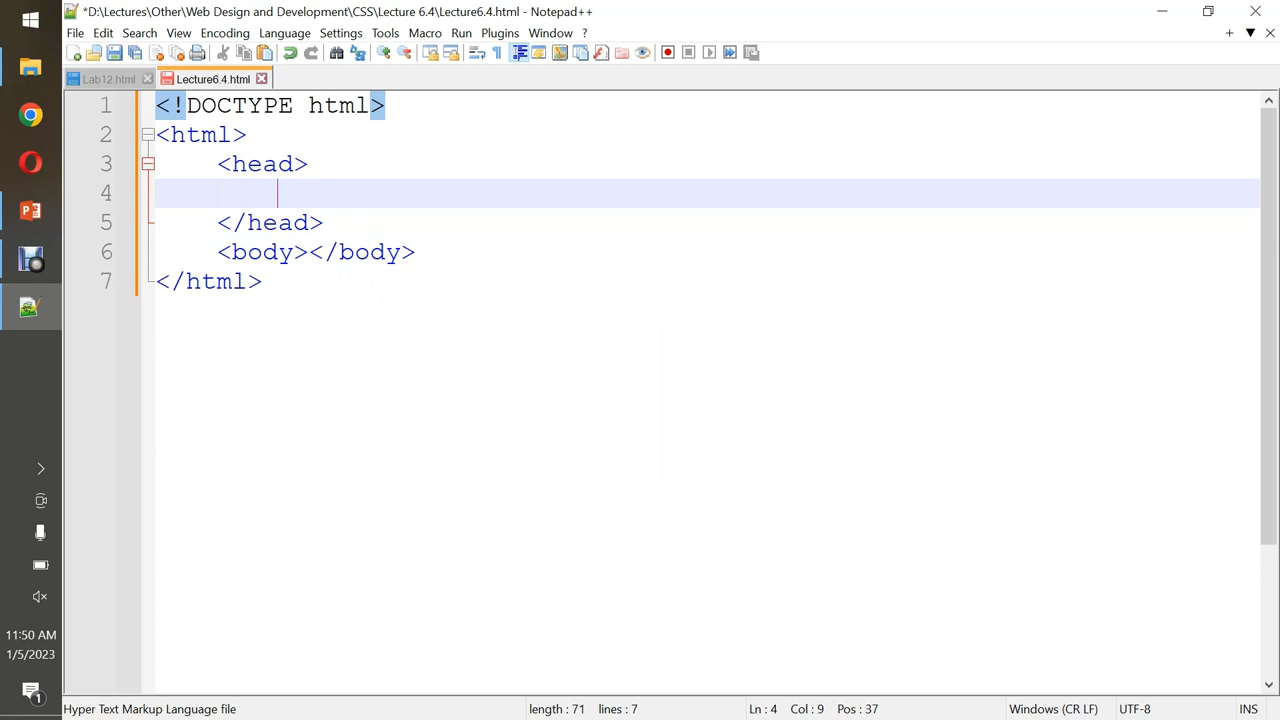 *D:\Lectures\Other\Web Design and Development\CSS\Lecture 6.4\Lecture6.4.html - Notepad++
File Edit Search View Encoding Language Settings Tools Macro Run Plugins Window ?
Lab12.html Lecture6.4.html
1 <!DOCTYPE html>
2 <html>
3 <head>
4
5 </head>
6 <body></body>
7 </html>
11:50 AM
1/5/2023
1
Hyper Text Markup Language file length : 71 lines : 7 Ln : 4 Col : 9 Pos : 37 Windows (CR LF) UTF-8 INS